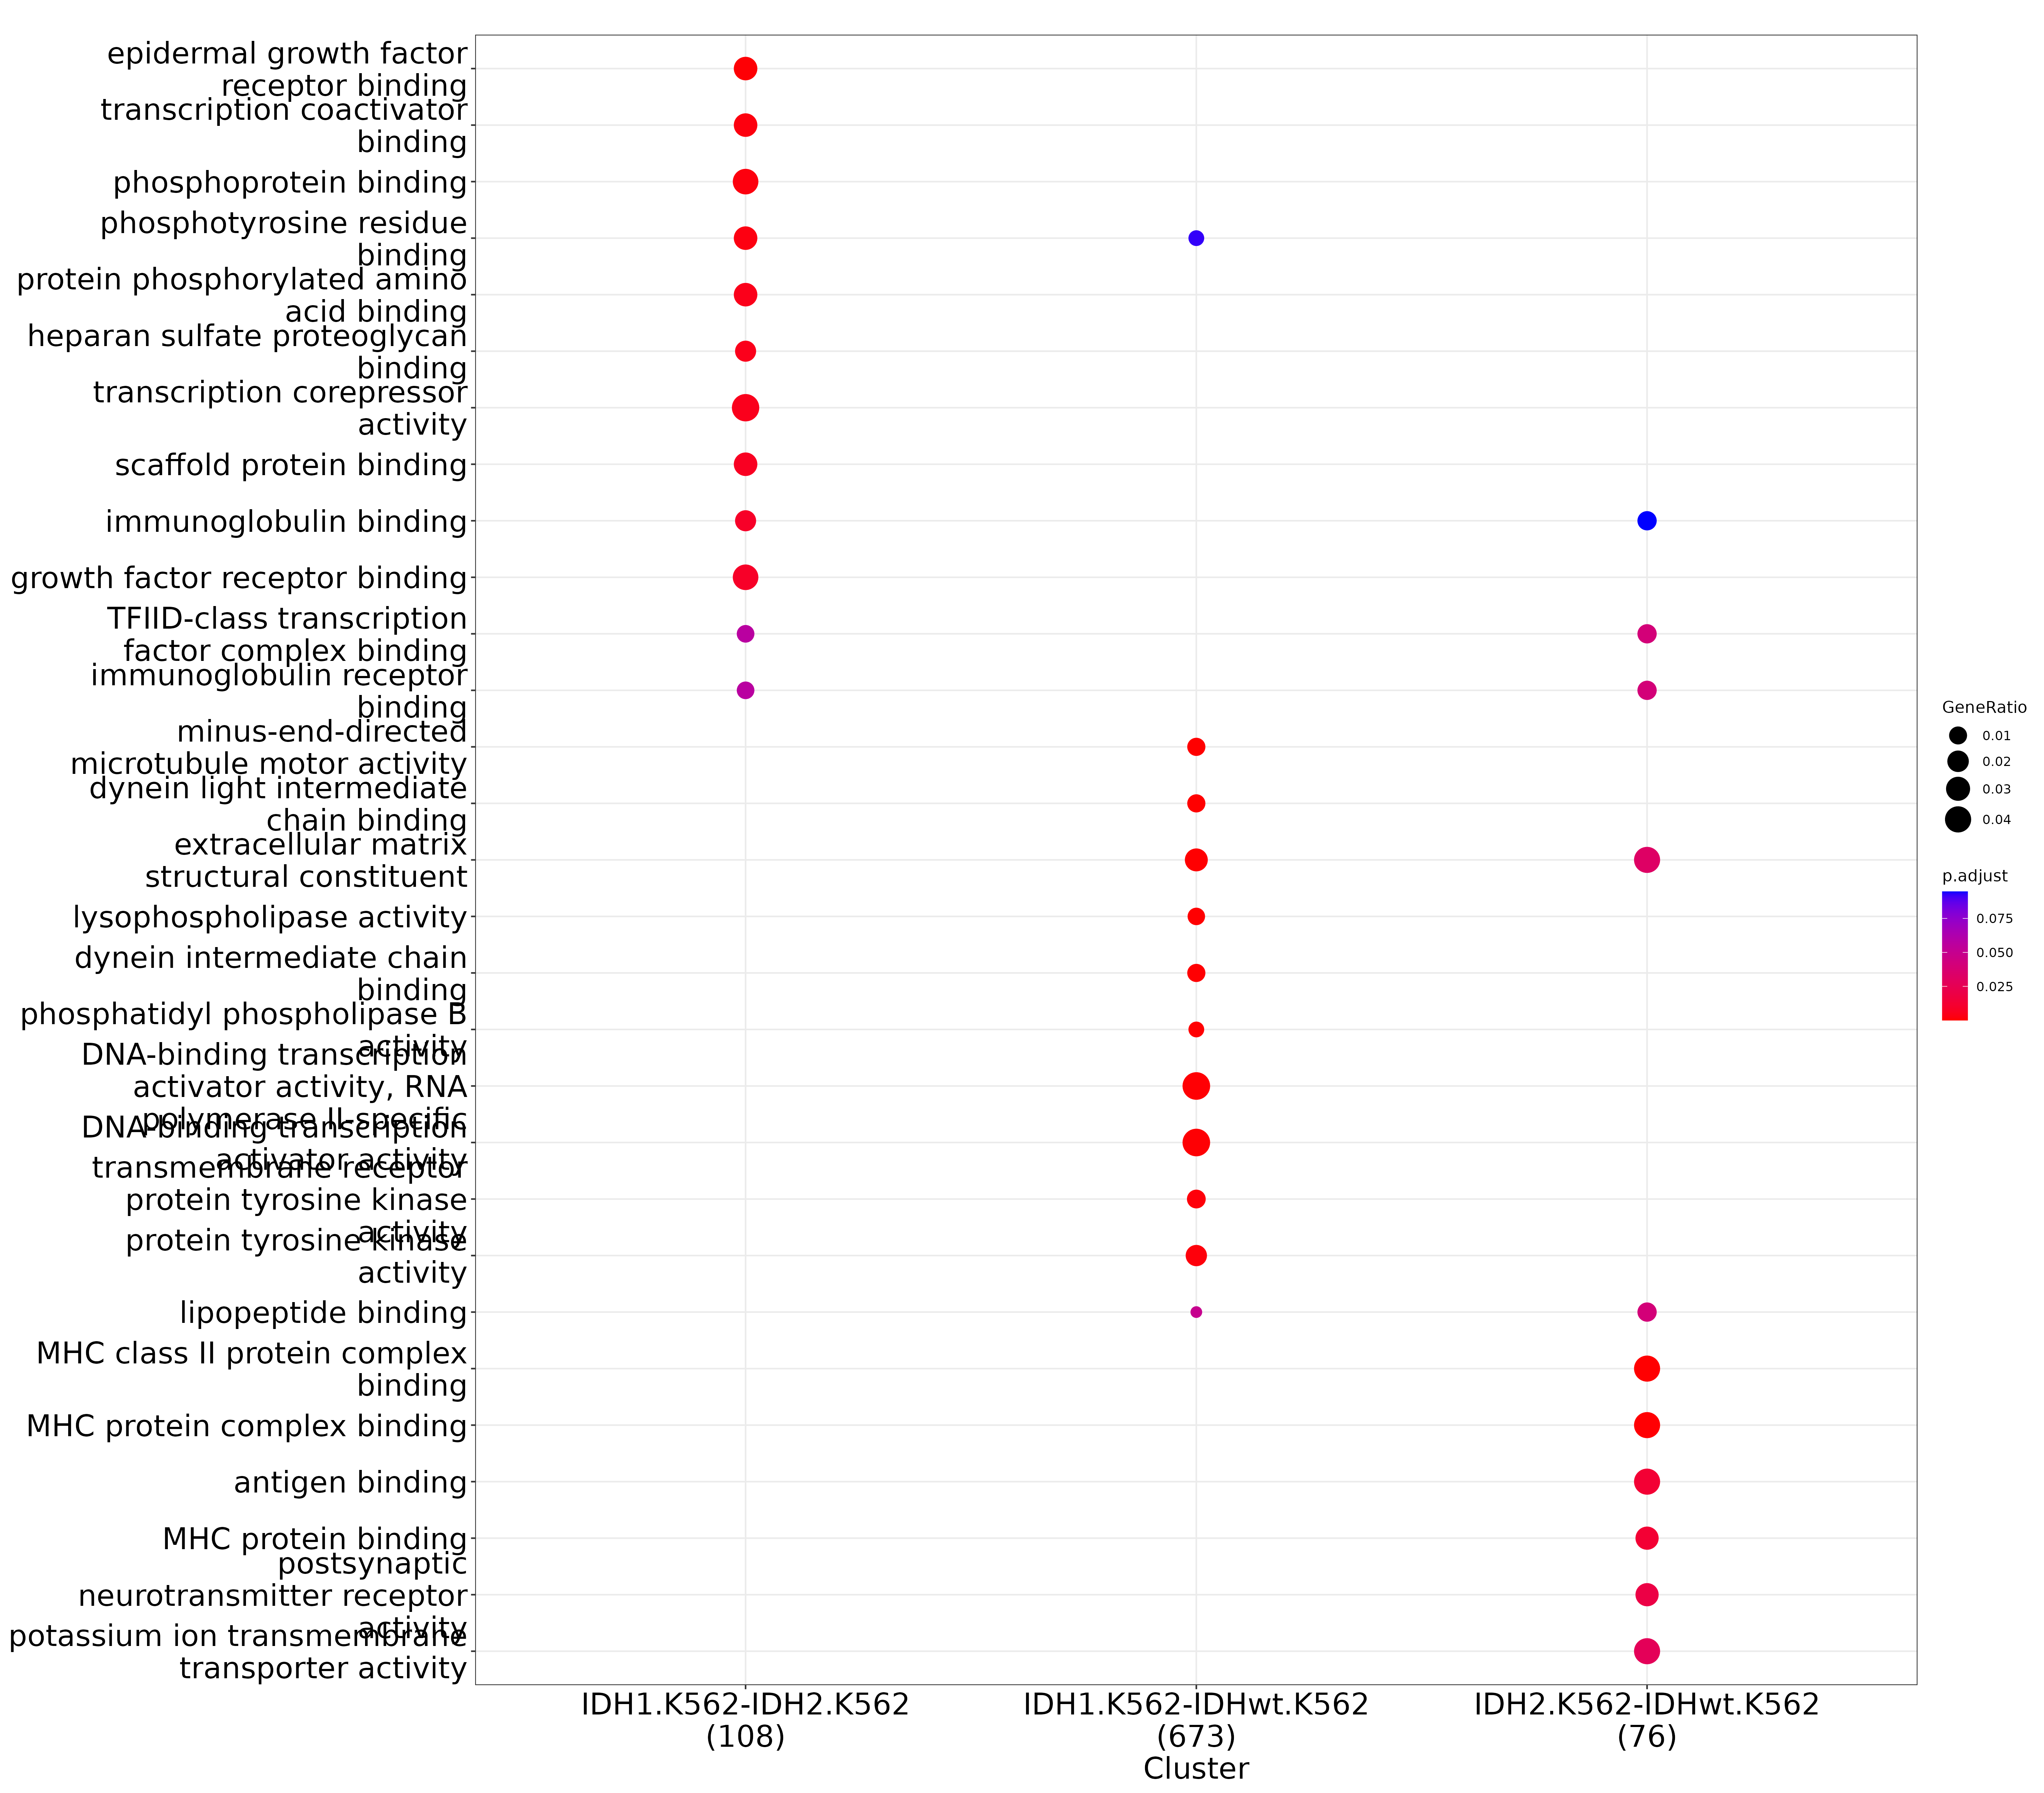 epidermal growth factor
receptor binding
transcription coactivator
binding
phosphoprotein binding
phosphotyrosine residue
binding
protein phosphorylated amino
acid binding
heparan sulfate proteoglycan
binding
transcription corepressor
activity
scaffold protein binding
immunoglobulin binding
growth factor receptor binding
TFIID-class transcription
factor complex binding
immunoglobulin receptor
binding
minus-end-directed
microtubule motor activity
dynein light intermediate
chain binding
extracellular matrix
structural constituent
lysophospholipase activity
dynein intermediate chain
binding
phosphatidyl phospholipase B
activity
DNA-binding transcription
activator activity, RNA
polymerase II-specific
DNA-binding transcription
activator activity
transmembrane receptor
protein tyrosine kinase
activity
protein tyrosine kinase
activity
lipopeptide binding
MHC class II protein complex
binding
MHC protein complex binding
antigen binding
MHC protein binding
postsynaptic
neurotransmitter receptor
activity
potassium ion transmembrane
transporter activity
IDH1.K562-IDH2.K562
(108)
IDH1.K562-IDHwt.K562
(673)
IDH2.K562-IDHwt.K562
(76)
Cluster
GeneRatio
0.01
0.02
0.03
0.04
p.adjust
0.075
0.050
0.025